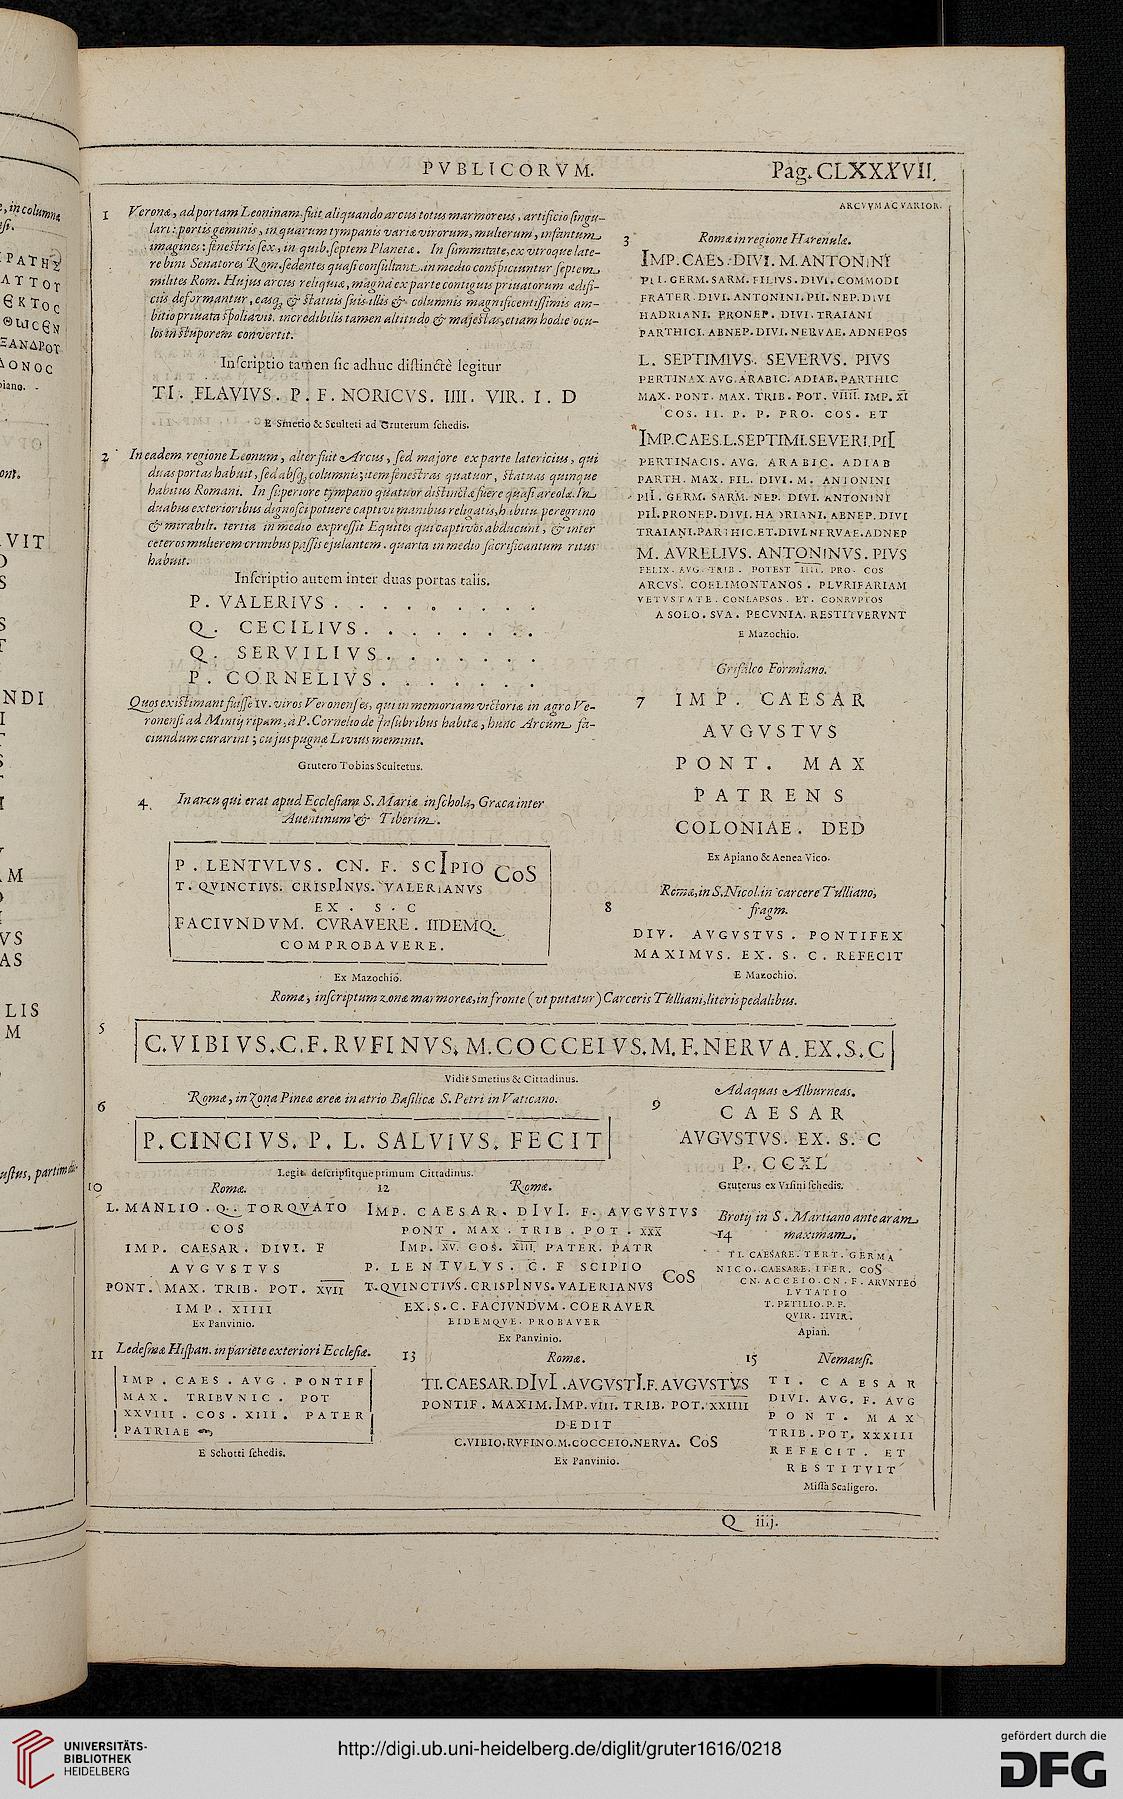 PVBLICORVM.
Pag. CLXXXVII.
ARCVVM AC VARIOR.
1 Veronæ, ad portam Leoninam fuit aliquando arcus totus marmoreus, artificio singu-
lari: portis geminis, in quarum tympanis variæ virorum, mulierum, infantum
imagines: fenestris sex, in quib. septem Planetæ. In summitate, ex vtroque late-
re bini Senatores Rom. sedentes quasi consultant. in medio conspiciuntur septem
milites Rom. Hujus arcus reliquiæ, magna ex parte contiguis priuatorum ædifi-
ciis deformantur, easq; & statuis suis illis & columnis magnificentissimis am-
bitio priuata spoliavit. incredibilis tamen altitudo & majestas, etiam hodie ocu-
los in stuporem convertit.
Inscriptio tamen sic adhuc distinctè legitur
TI. FLAVIVS. P. F. NORICVS. IIII. VIR. I. D
E Smetio & Sculteti ad Gruterum schedis.
2 In eadem regione Leonum, alter fuit Arcus, sed majore ex parte latericius, qui
duas portas habuit, sed absq; columnis; item fenestras quatuor, statuas quinque
habitus Romani. In superiore tympano quatuor distinctæ fuere quasi areolæ. In
duabus exterioribus dignosci potuere captivi manibus religatis, habitu peregrino
& mirabili. tertia in medio expressit Equites qui captivos abducunt, & inter
ceteros mulierem crinibus passis ejulantem. quarta in medio sacrificantum ritus
habuit.
Inscriptio autem inter duas portas talis.
P. VALERIVS . . . . . . . .
Q. CECILIVS . . . . . . .
Q. SERVILIVS . . . . . . .
P. CORNELIVS . . . . . . .
Quos existimant fuisse IV. viros Veronenses, qui in memoriam victoriæ in agro Ve-
ronensi ad Mintij ripam, à P. Cornelio de Insubribus habitæ, hunc Arcum fa-
ciundum curarint; cujus pugnæ Livius meminit.
Grutero Tobias Scultetus.
4. In arcu qui erat apud Ecclesiam S. Mariæ in schola, Græca inter
Auentinum & Tiberim.
P. LENTVLVS. CN. F. SCIPIO COS
T. QVINCTIVS. CRISPINVS. VALERIANVS
EX. S. C
FACIVNDVM. CVRAVERE. IIDEMQ.
COMPROBAVERE.
Ex Mazochio.
3 Romæ in regione Harenulæ.
IMP. CAES. DIVI. M. ANTONINI
PII. GERM. SARM. FILIVS. DIVI. COMMODI
FRATER. DIVI. ANTONINI. PII. NEP. DIVI
HADRIANI. PRONEP. DIVI. TRAIANI
PARTHICI. ABNEP. DIVI. NERVAE. ADNEPOS
L. SEPTIMIVS. SEVERVS. PIVS
PERTINAX. AVG. ARABIC. ADIAB. PARTHIC
MAX. PONT. MAX. TRIB. POT. VIIII. IMP. XI
COS. II. P. P. PRO. COS. ET
IMP. CAES. L. SEPTIMI. SEVERI. PII
PERTINACIS. AVG. ARABIC. ADIAB
PARTH. MAX. FIL. DIVI. M. ANTONINI
PII. GERM. SARM. NEP. DIVI. ANTONINI
PII. PRONEP. DIVI. HADRIANI. ABNEP. DIVI
TRAIANI. PARTHIC. ET. DIVI. NERVAE. ADNEP
M. AVRELIVS. ANTONINVS. PIVS
FELIX. AVG. TRIB. POTEST IIII. PRO. COS
ARCVS. COELIMONTANOS. PLVRIFARIAM
VETVSTATE. CONLAPSOS. ET. CONRVPTOS
A SOLO. SVA. PECVNIA. RESTITVERVNT
E Mazochio.
Grisalco Formiano.
7 IMP. CAESAR
AVGVSTVS
PONT. MAX
PATRENS
COLONIAE. DED
Ex Apiano & Aenea Vico.
Romæ, in S. Nicol. in carcere Tulliano,
8 fragm.
DIV. AVGVSTVS. PONTIFEX
MAXIMVS. EX. S. C. REFECIT
E Mazochio.
Romæ, inscriptum zonæ marmoreæ, in fronte (vt putatur) Carceris Tulliani, literis pedalibus.
5 C. VIBIVS. C. F. RVFINVS. M. COCCEIVS. M. F. NERVA. EX. S. C
Vidit Smetius & Cittadinus.
6 Romæ, in Zona Pineæ æreæ in atrio Basilicæ S. Petri in Vaticano.
P. CINCIVS. P. L. SALVIVS. FECIT
Legit descripsitque primum Cittadinus.
Ad aquas Alburneas.
9 CAESAR
AVGVSTVS. EX. S. C
P. CCXL
Gruterus ex Vrsini schedis.
10 Romæ.
L. MANLIO. Q. TORQVATO
COS
IMP. CAESAR. DIVI. F
AVGVSTVS
PONT. MAX. TRIB. POT. XVII
IMP. XIIII
Ex Panvinio.
12 Romæ.
IMP. CAESAR. DIVI. F. AVGVSTVS
PONT. MAX. TRIB. POT. XXX
IMP. XV. COS. XIII. PATER. PATR
P. LENTVLVS. C. F SCIPIO COS
T. QVINCTIVS. CRISPINVS. VALERIANVS
EX. S. C. FACIVNDVM. COERAVER
EIDEMQVE. PROBAVER
Ex Panvinio.
Brotij in S. Martiano ante aram
14 maximam.
TI. CAESARE. TERT. GERMA
NICO. CAESARE. ITER. COS
CN. ACCEIO. CN. F. ARVNTEO
LVTATIO
T. PETILIO. P. F.
QVIR. IIVIR.
Apian.
11 Ledesmæ Hispan. in pariete exteriori Ecclesiæ.
IMP. CAES. AVG. PONTIF
MAX. TRIBVNIC. POT
XXVIII. COS. XIII. PATER
PATRIAE
E Schotti schedis.
13 Romæ.
TI. CAESAR. DIVI. AVGVSTI. F. AVGVSTVS
PONTIF. MAXIM. IMP. VIII. TRIB. POT. XXIIII
DEDIT
C. VIBIO. RVFINO. M. COCCEIO. NERVA. COS
Ex Panvinio.
15 Nemausi.
TI. CAESAR
DIVI. AVG. F. AVG
PONT. MAX
TRIB. POT. XXXIII
REFECIT. ET
RESTITVIT
Missa Scaligero.
Q iiij.
UNIVERSITÄTS-
BIBLIOTHEK
HEIDELBERG
http://digi.ub.uni-heidelberg.de/diglit/gruter1616/0218
gefördert durch die
DFG